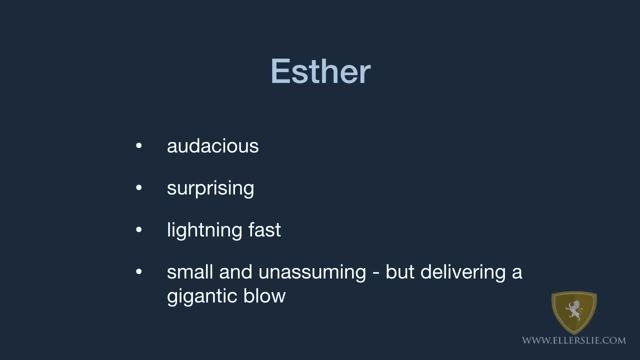 Esther
• audacious
• surprising
• lightning fast
• small and unassuming - but delivering a
gigantic blow
WWW.ELLERSLIE.COM